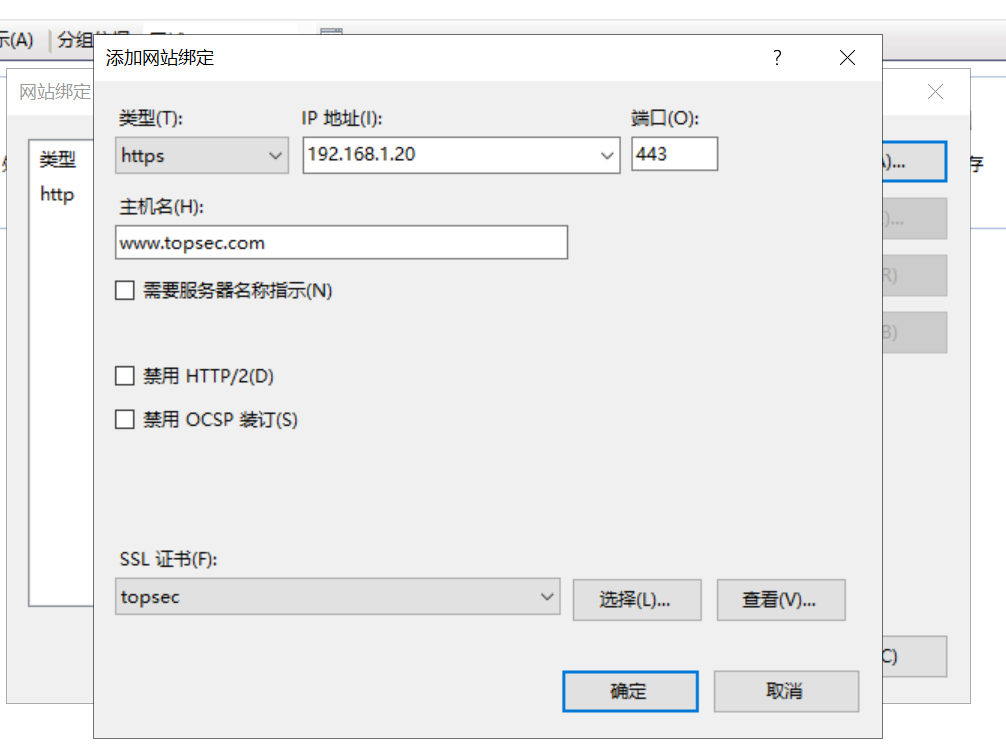 示(A) 分组依据
添加网站绑定 ?
网站绑定
类型(T): IP 地址(I): 端口(O):
https 192.168.1.20 443
类型
http
A)...
存
主机名(H):
www.topsec.com
需要服务器名称指示(N)
)...
R)
B)
禁用 HTTP/2(D)
禁用 OCSP 装订(S)
SSL 证书(F):
topsec 选择(L)... 查看(V)...
C)
确定 取消